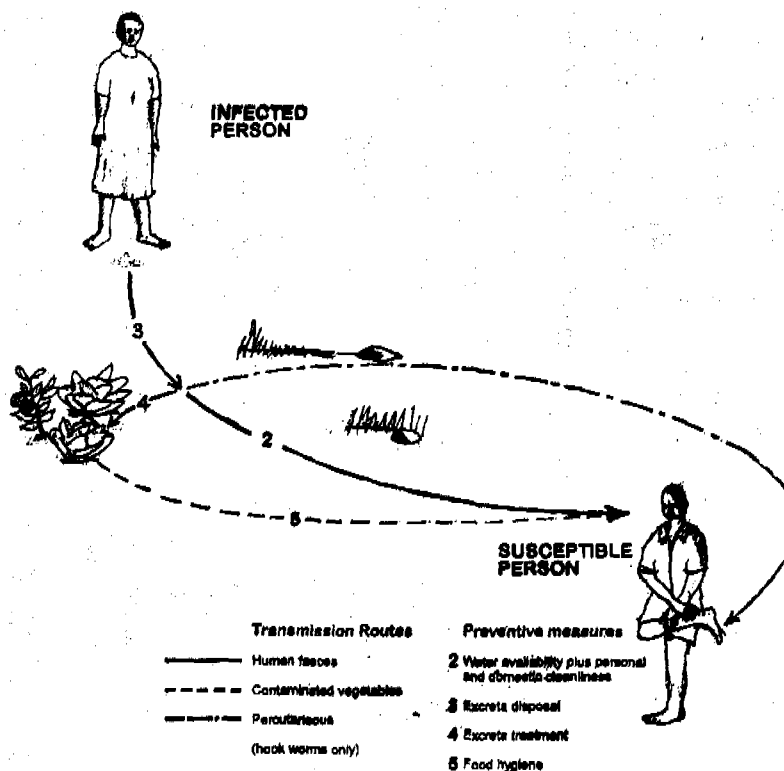 INFECTED
PERSON
3
4
2
5
SUSCEPTIBLE
PERSON
Transmission Routes
Human faeces
Contaminated vegetables
Percutaneous
(hook worms only)
Preventive measures
2 Water availability plus personal
and domestic cleanliness
3 Excreta disposal
4 Excreta treatment
5 Food hygiene